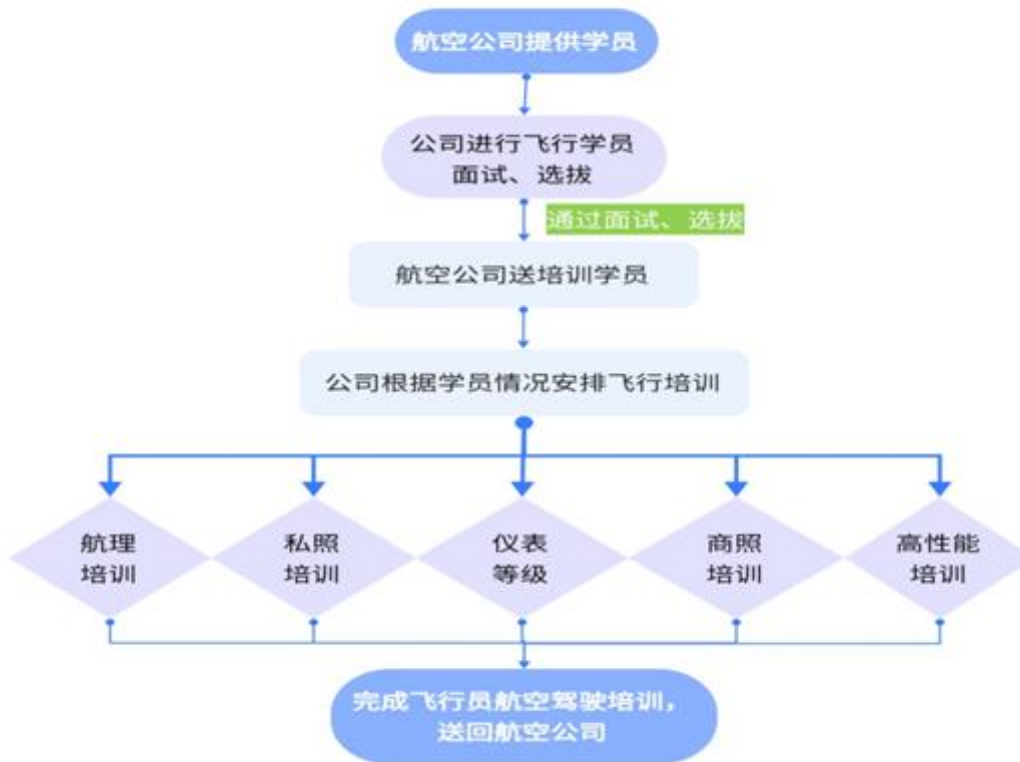 航空公司提供学员
公司进行飞行学员
面试、选拔
通过面试、选拔
航空公司送培训学员
公司根据学员情况安排飞行培训
航理
培训
私照
培训
仪表
等级
商照
培训
高性能
培训
完成飞行员航空驾驶培训，
送回航空公司